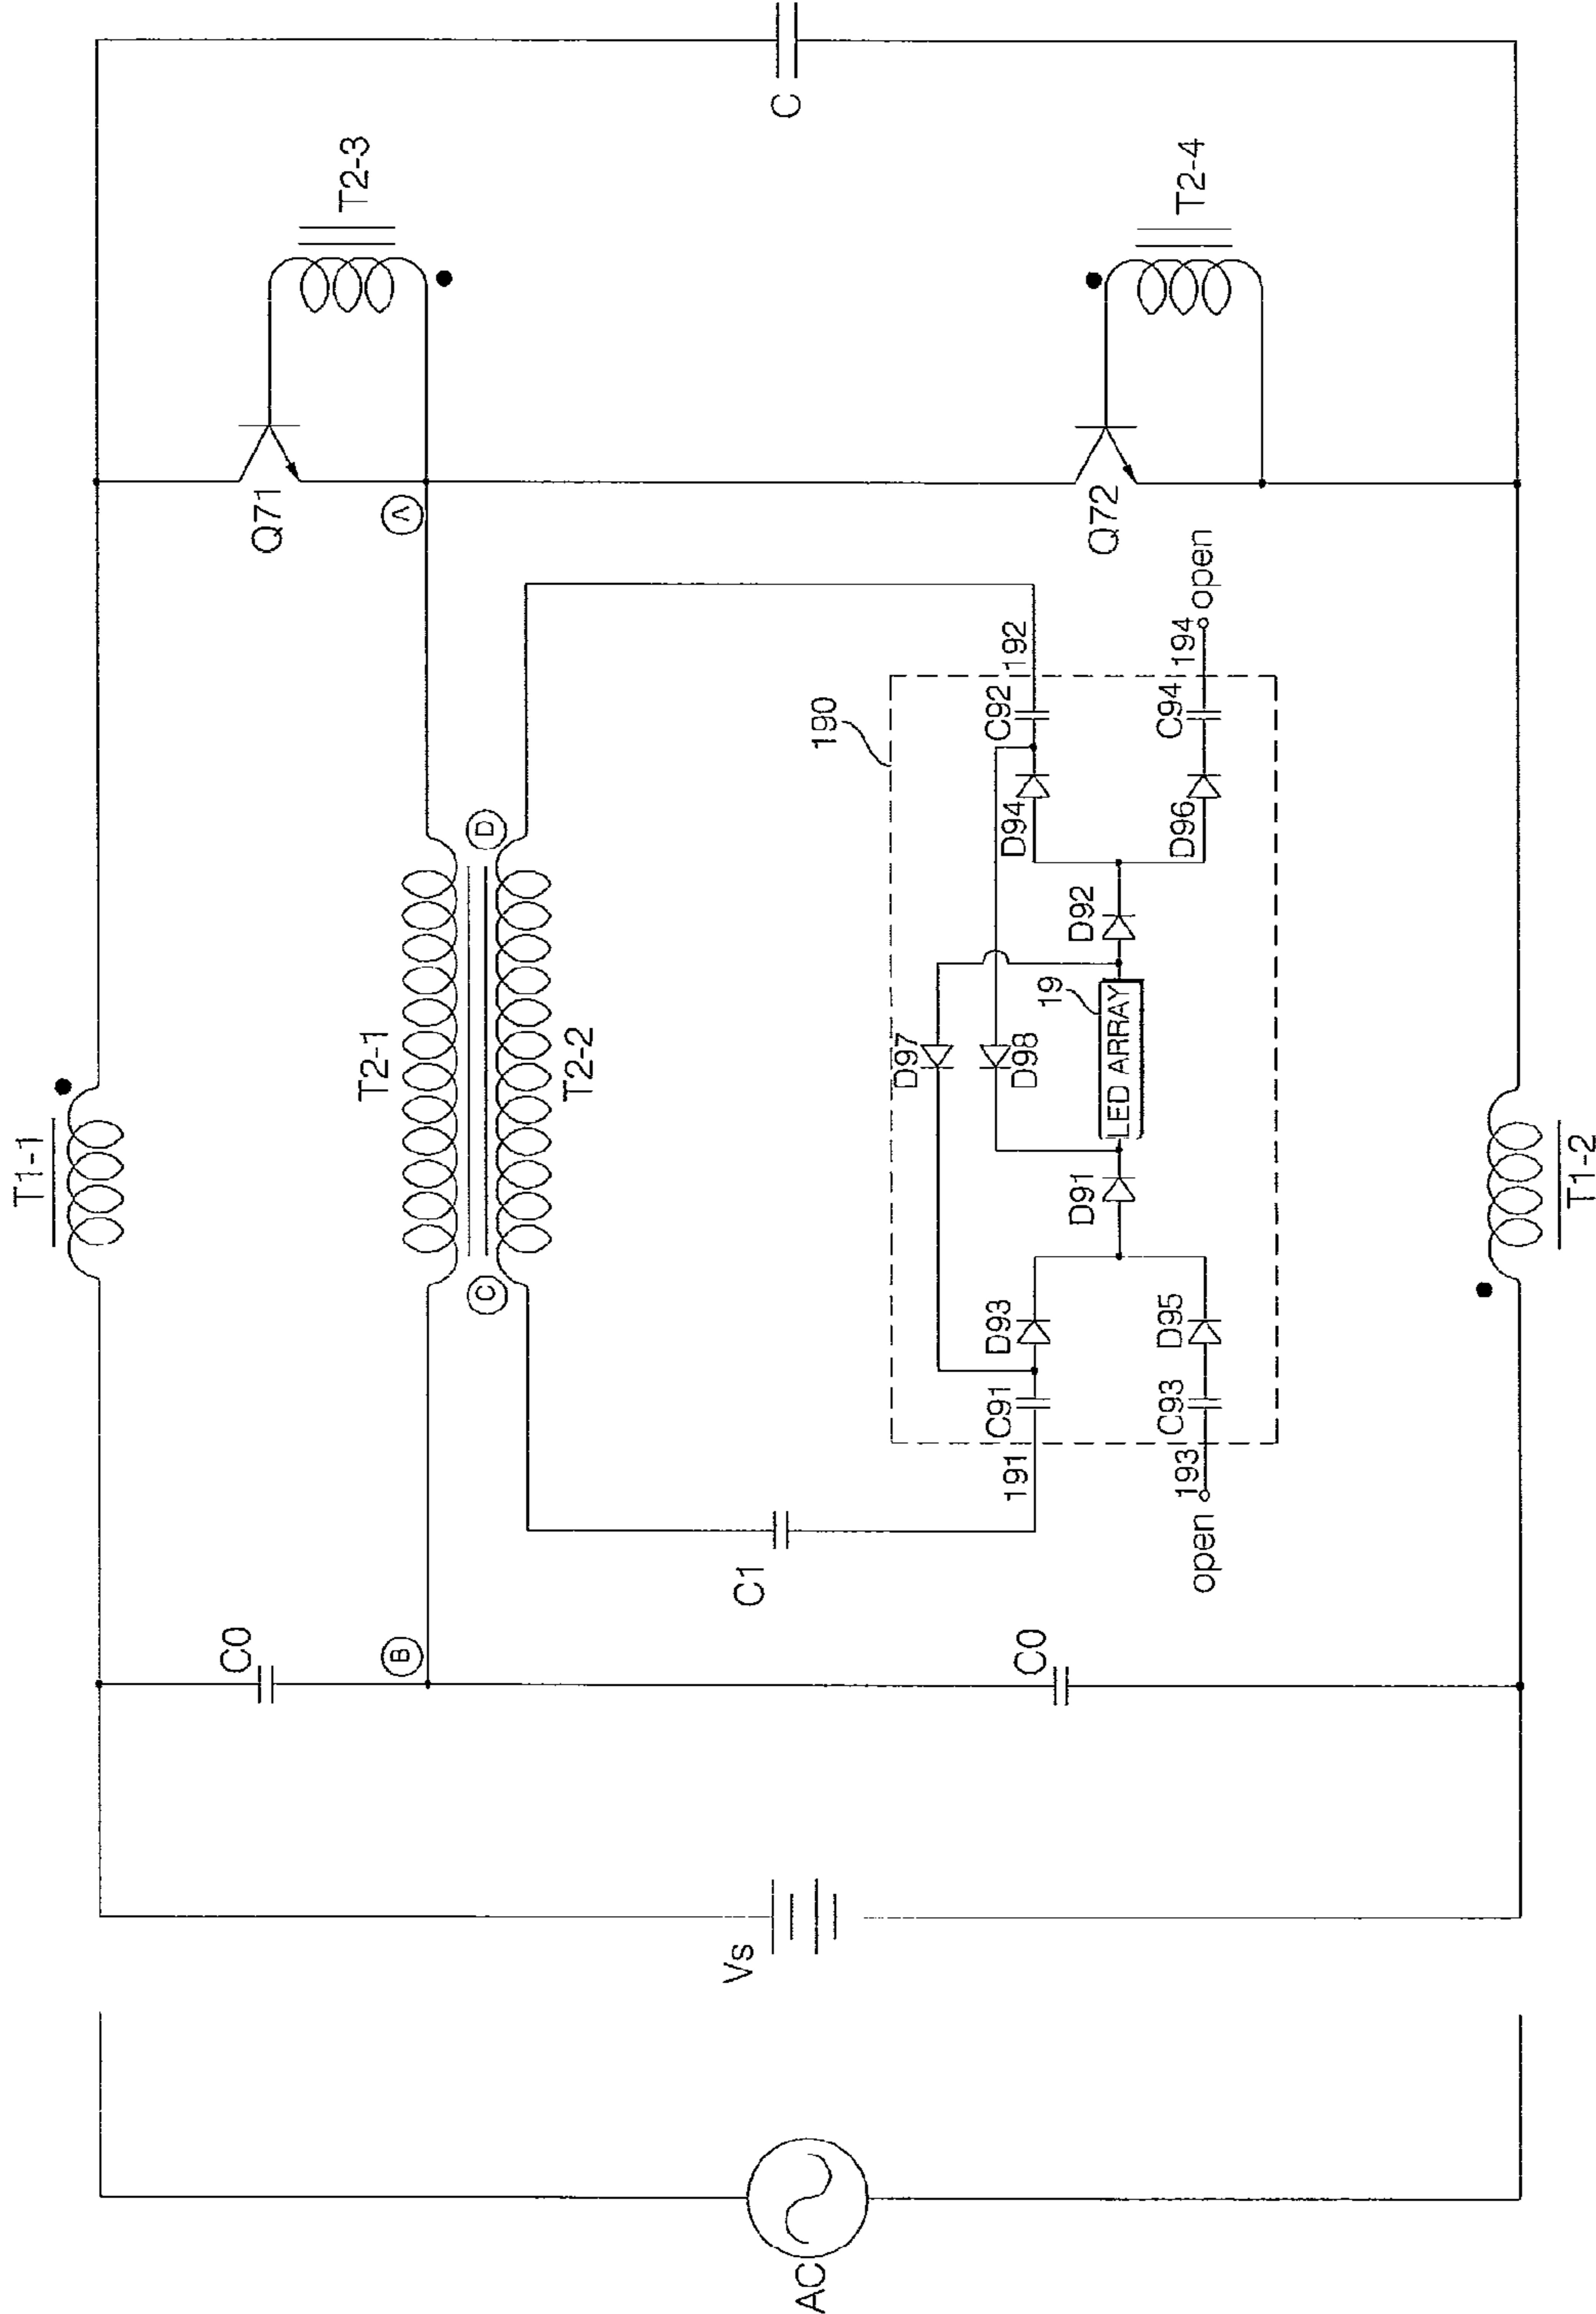 AC
Vs
C0
Ⓑ
C0
T1-1
T2-1
Ⓒ
Ⓓ
T2-2
T1-2
C1
open
193
191
190
C91
C93
D93
D95
D91
D97
D98
19
LED ARRAY
D92
D94
D96
C92
C94
192
194
open
Ⓐ
Q71
Q72
T2-3
T2-4
C